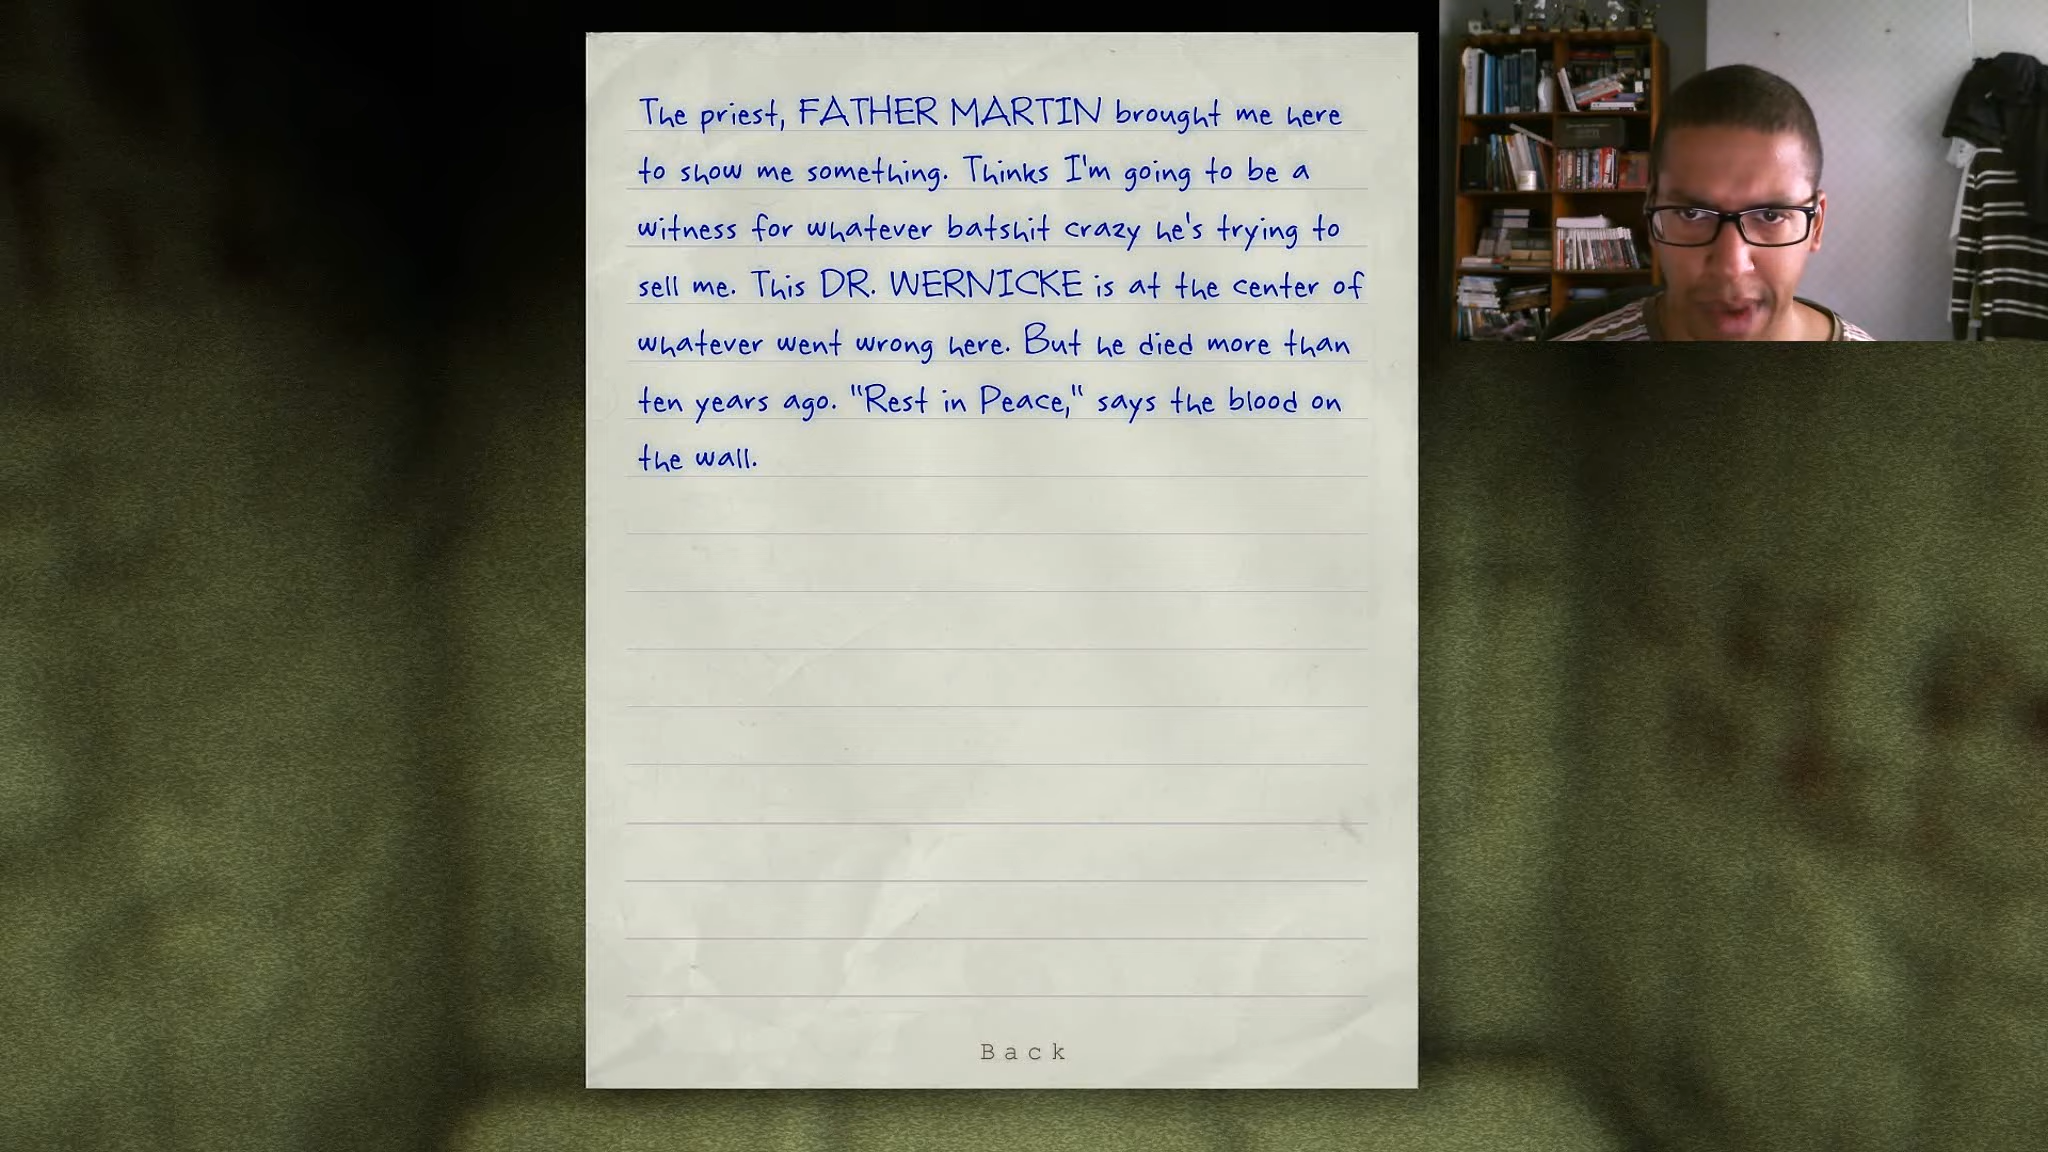 The priest, FATHER MARTIN brought me here
to show me something. Thinks I'm going to be a
witness for whatever batshit crazy he's trying to
sell me. This DR. WERNICKE is at the center of
whatever went wrong here. But he died more than
ten years ago. "Rest in Peace," says the blood on
the wall.
Back